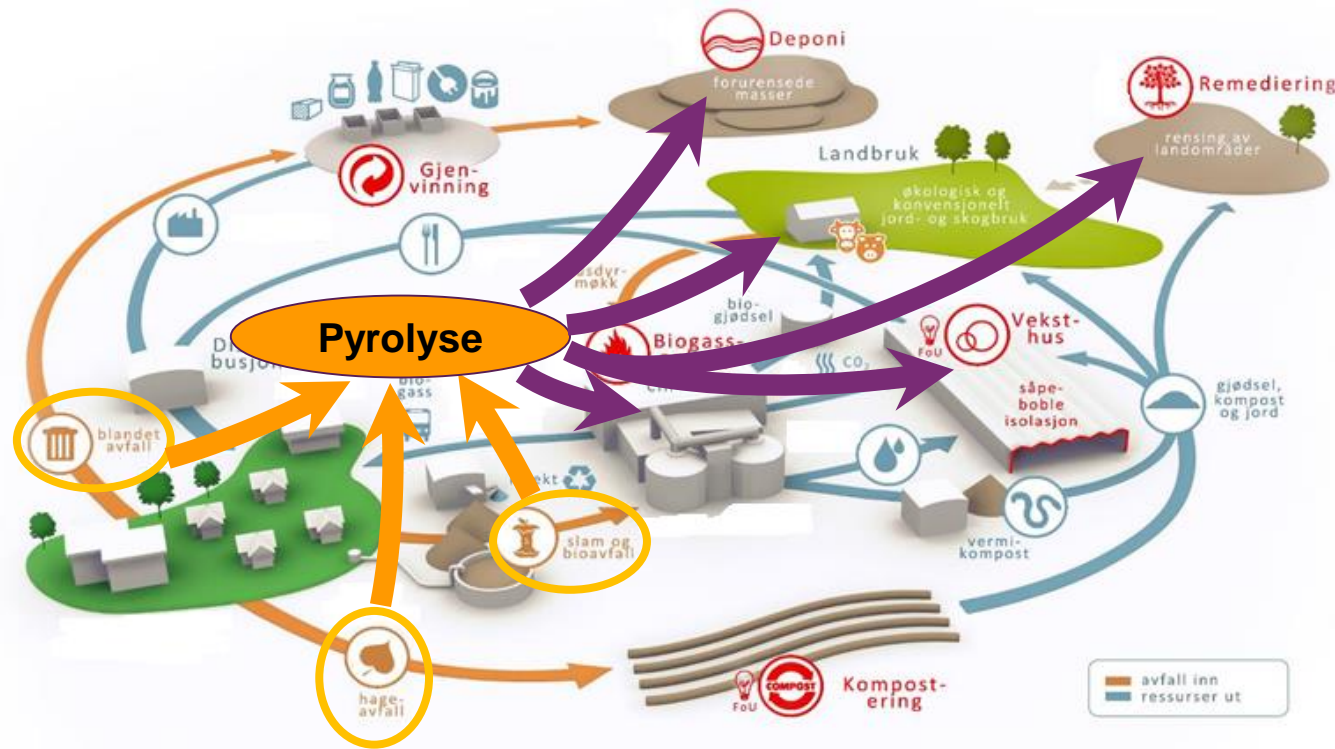 Deponi
forurensede
masser
Remediering
rensing av
landområder
Landbruk
økologisk og
konvensjonelt
jord- og skogbruk
Gjen-
vinning
møkk
Pyrolyse
bio-
gjødsel
Biogass-
CO₂
FoU
Vekst-
hus
såpe-
boble
isolasjon
gjødsel,
kompost
og jord
gass
blandet
avfall
slam og
bioavfall
vermi-
kompost
hage-
avfall
FoU
COMPOST
Kompost-
ering
avfall inn
ressurser ut